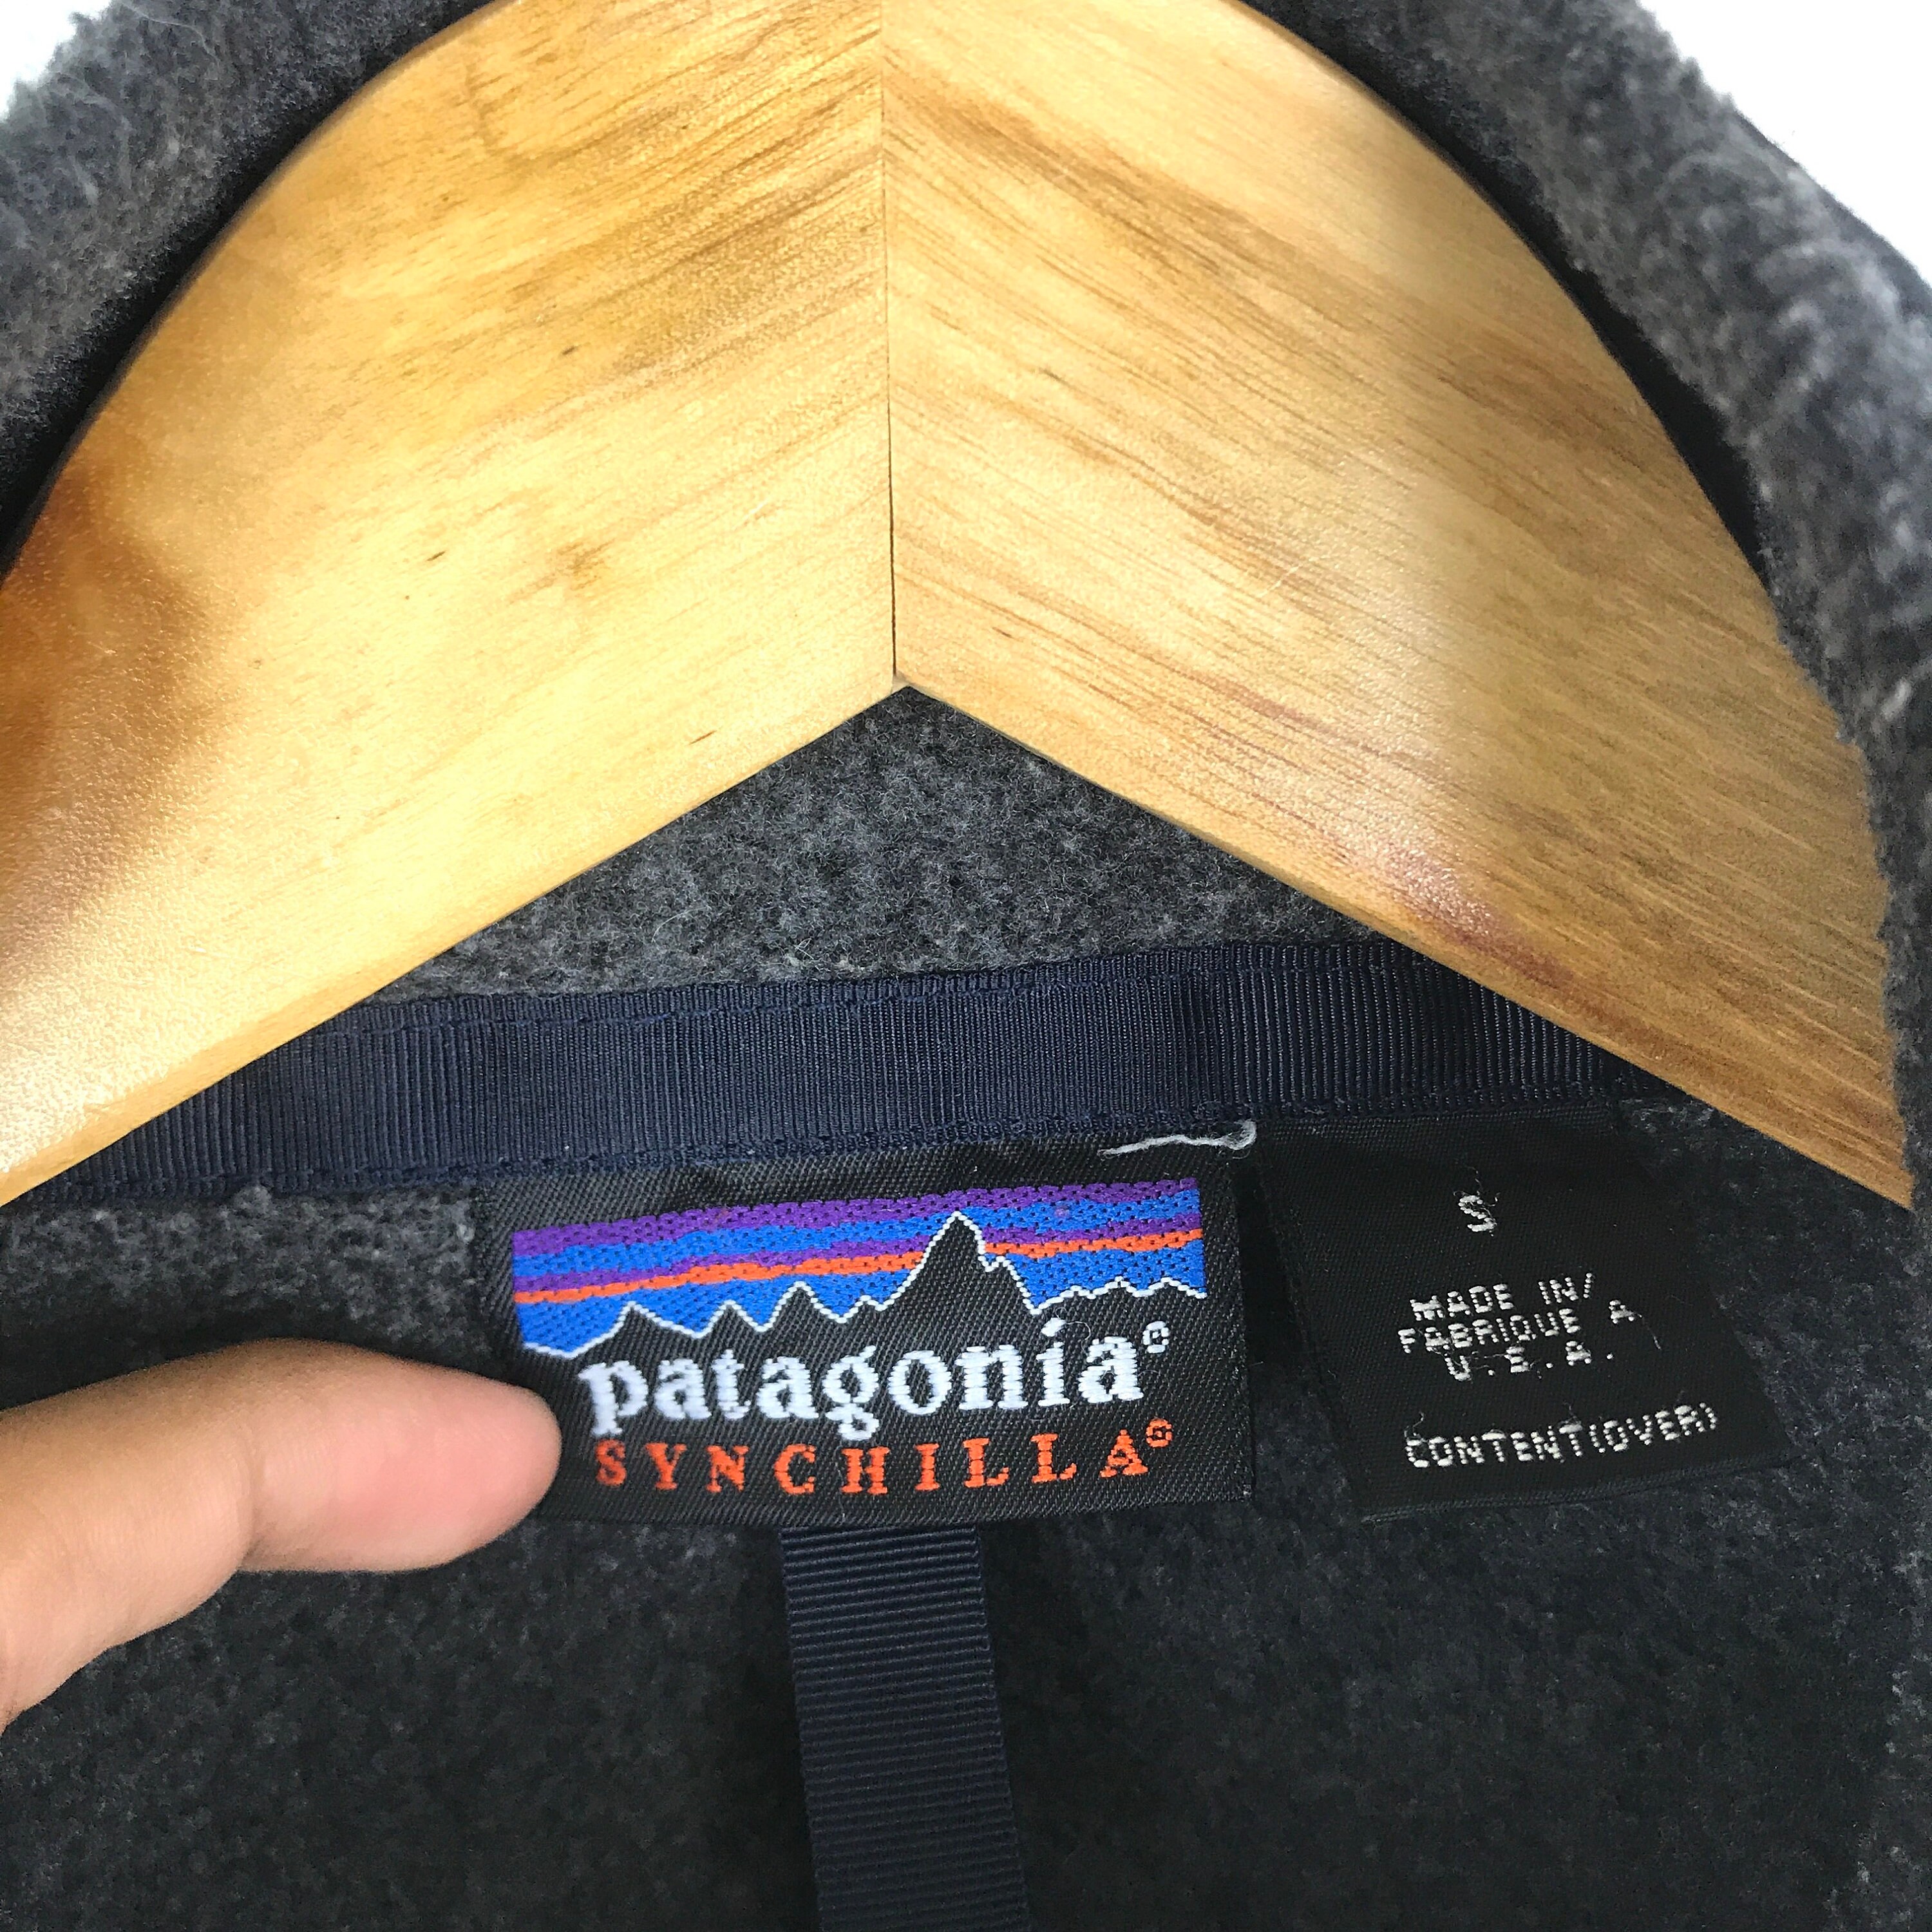 patagonia®
SYNCHILLA®
S
MADE IN/
FABRIQUE A
U.S.A.
CONTENT(OVER)